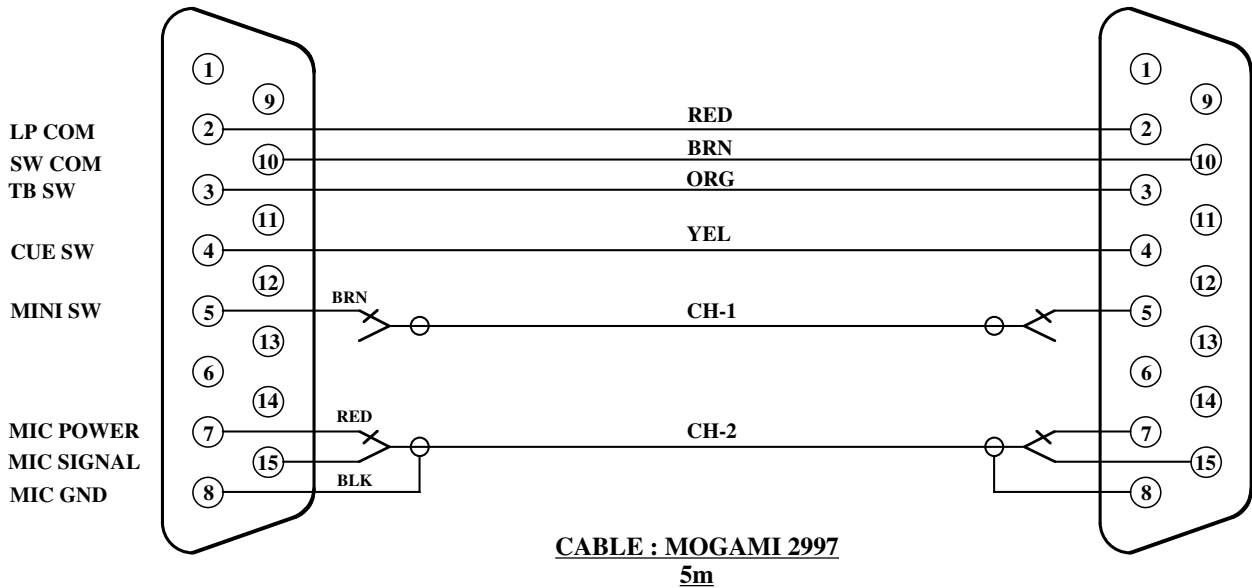 1 1
9 9
LP COM 2 RED 2
SW COM 10 BRN 10
TB SW 3 ORG 3
11 11
CUE SW 4 YEL 4
12 12
MINI SW 5 BRN CH-1 5
13 13
6 6
14 14
MIC POWER 7 RED CH-2 7
MIC SIGNAL 15 15
MIC GND 8 BLK 8
CABLE : MOGAMI 2997
5m